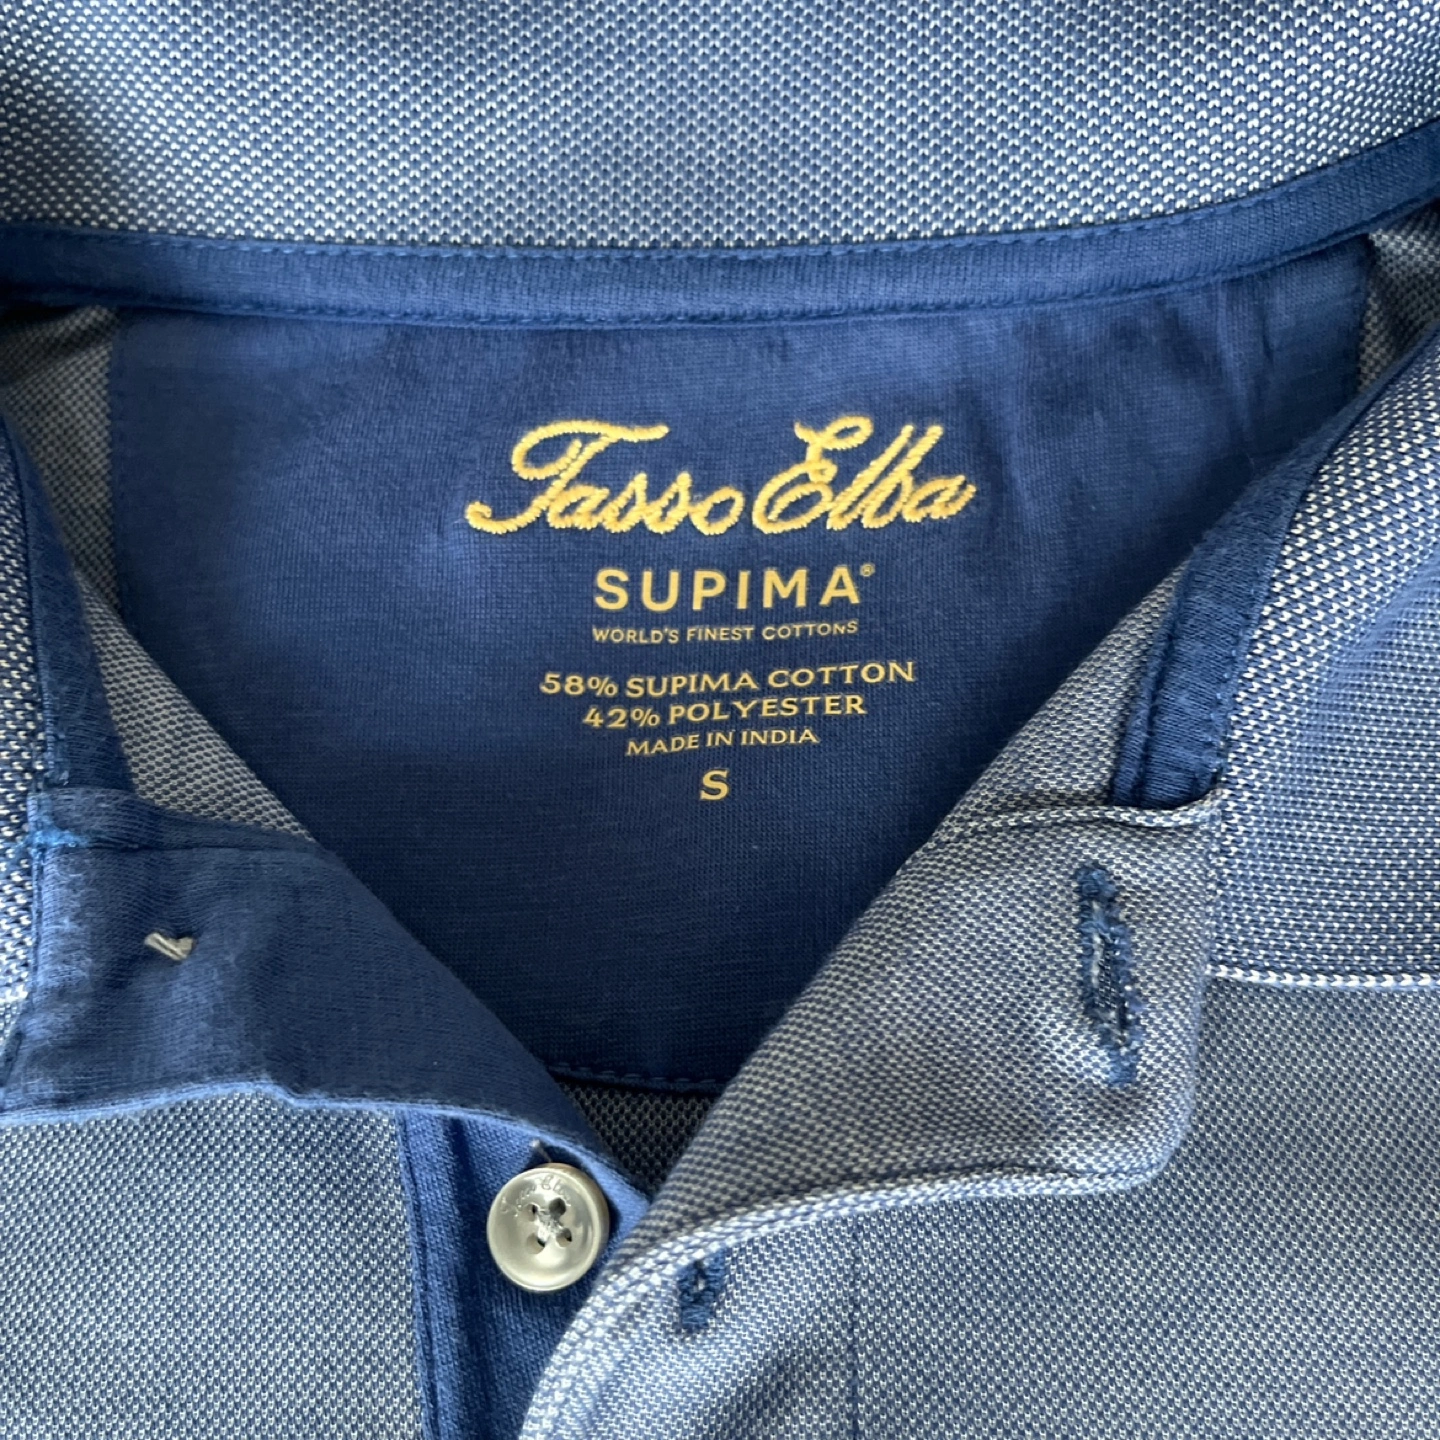 Tasso Elba
SUPIMA®
WORLD'S FINEST COTTONS
58% SUPIMA COTTON
42% POLYESTER
MADE IN INDIA
S